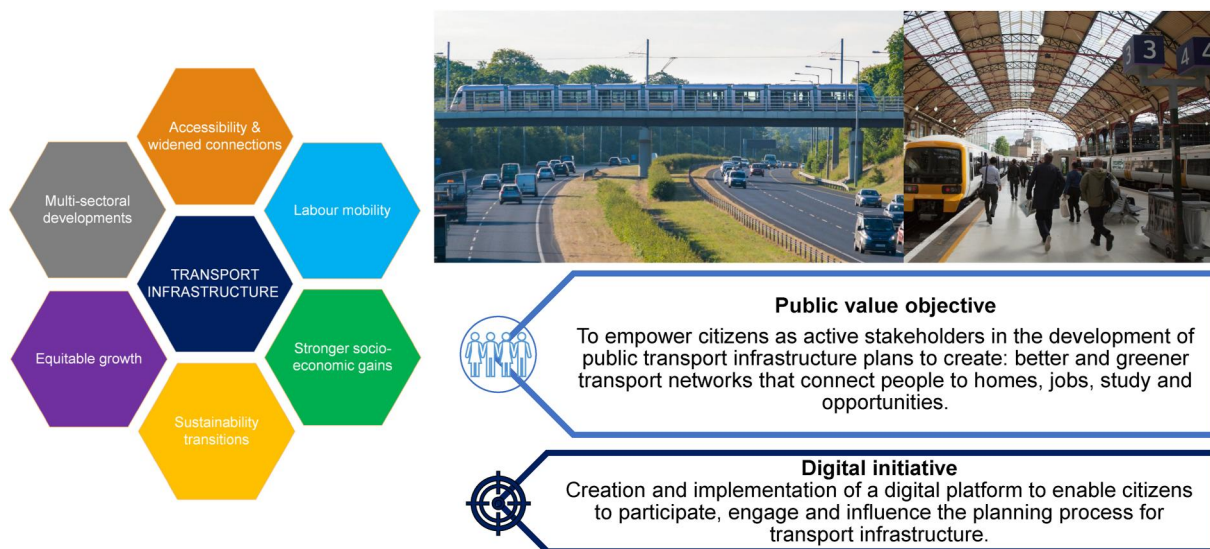 Accessibility &
widened connections
Multi-sectoral
developments
Labour mobility
TRANSPORT
INFRASTRUCTURE
Equitable growth
Stronger socio-
economic gains
Sustainability
transitions
3
3
4
4
Public value objective
To empower citizens as active stakeholders in the development of
public transport infrastructure plans to create: better and greener
transport networks that connect people to homes, jobs, study and
opportunities.
Digital initiative
Creation and implementation of a digital platform to enable citizens
to participate, engage and influence the planning process for
transport infrastructure.